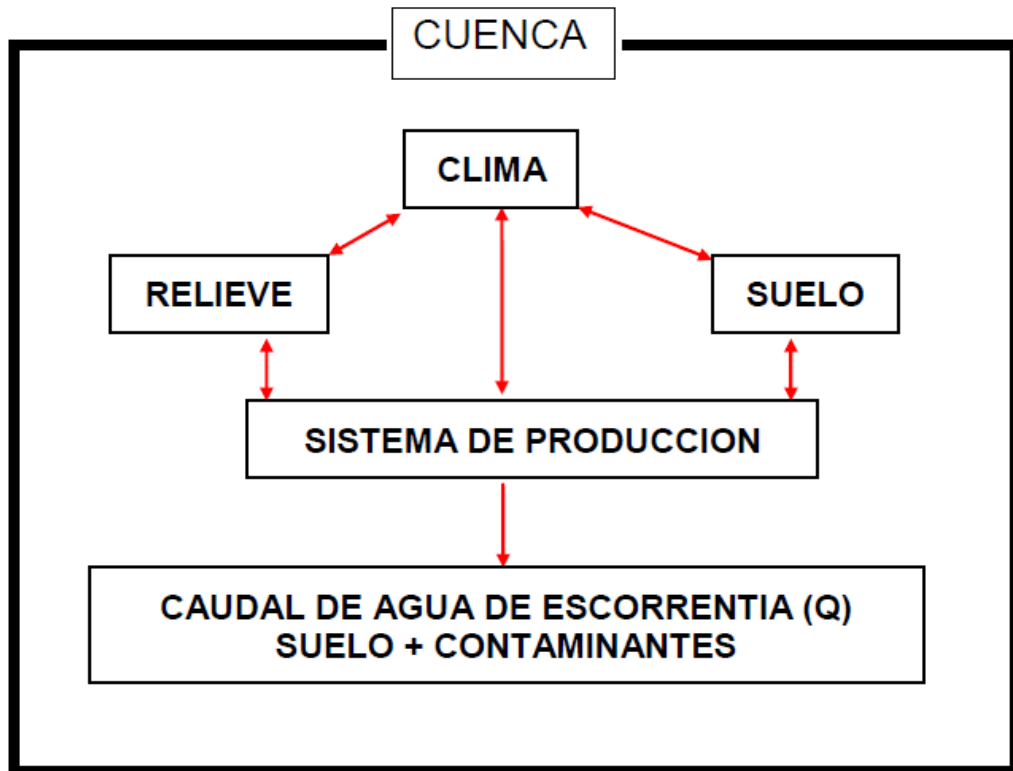 CUENCA
CLIMA
RELIEVE
SUELO
SISTEMA DE PRODUCCION
CAUDAL DE AGUA DE ESCORRENTIA (Q)
SUELO + CONTAMINANTES